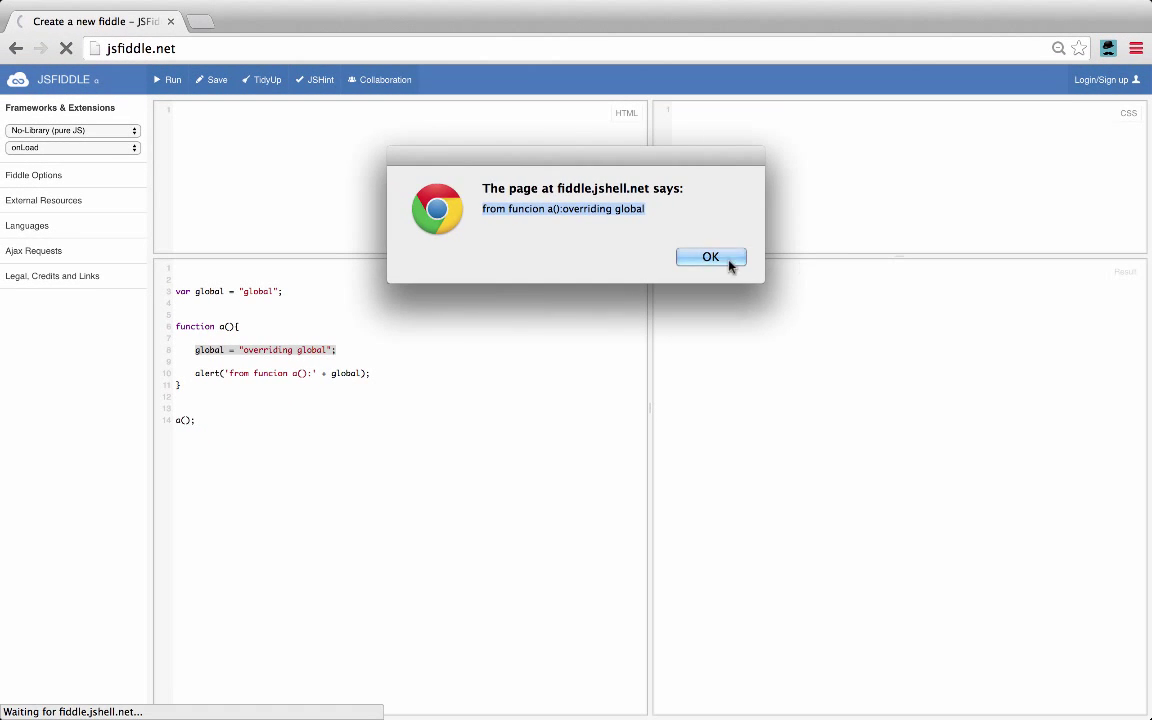 Create a new fiddle – JSFid
jsfiddle.net
JSFIDDLE α
Run
Save
TidyUp
JSHint
Collaboration
Login/Sign up
Frameworks & Extensions
No-Library (pure JS)
onLoad
Fiddle Options
External Resources
Languages
Ajax Requests
Legal, Credits and Links
1
HTML
1
CSS
The page at fiddle.jshell.net says:
from funcion a():overriding global
OK
Result
1
2
3 var global = "global";
4
5
6 function a(){
7
8 global = "overriding global";
9
10 alert('from funcion a():' + global);
11 }
12
13
14 a();
Waiting for fiddle.jshell.net...